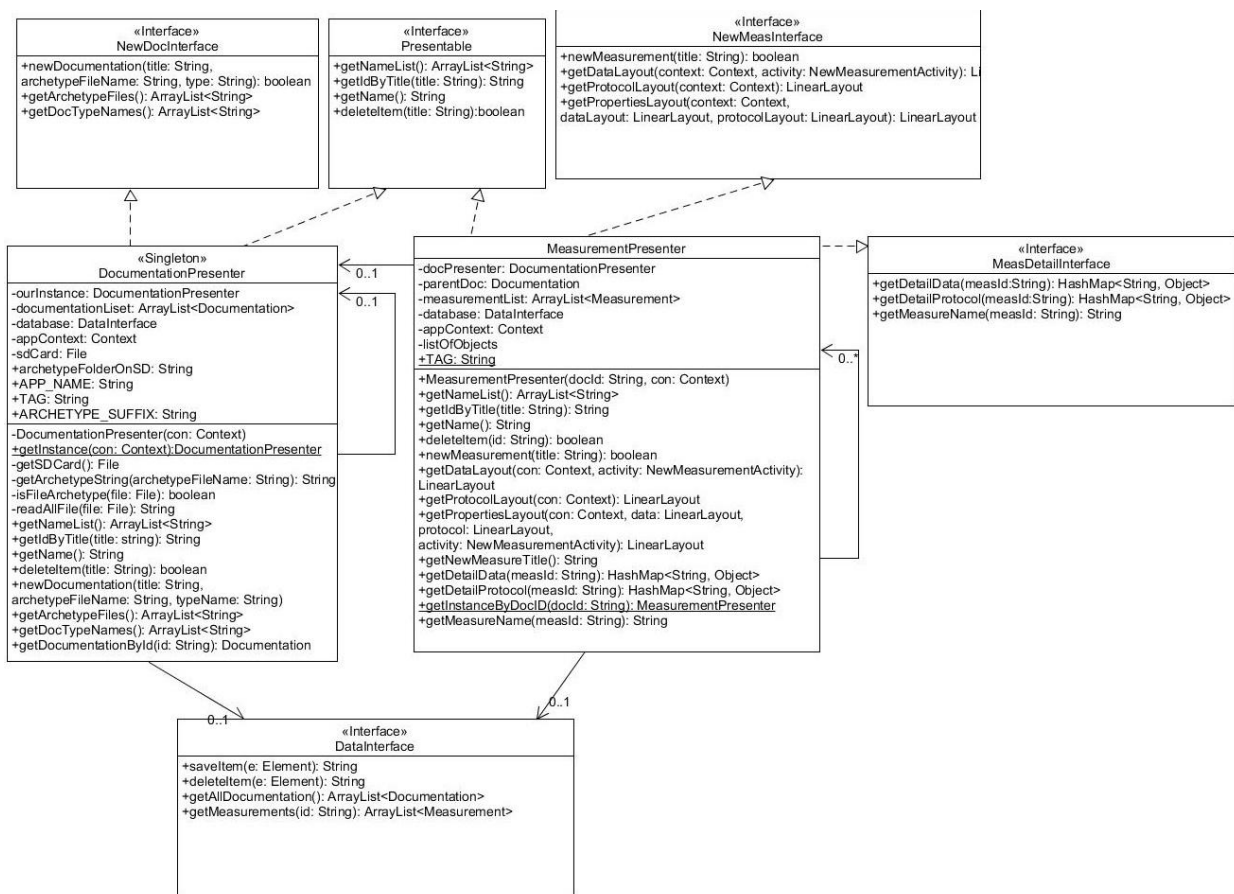 «Interface»
NewDocInterface
+newDocumentation(title: String,
archetypeFileName: String, type: String): boolean
+getArchetypeFiles(): ArrayList<String>
+getDocTypeNames(): ArrayList<String>
«Interface»
Presentable
+getNameList(): ArrayList<String>
+getIdByTitle(title: String): String
+getName(): String
+deleteItem(title: String):boolean
«Interface»
NewMeasInterface
+newMeasurement(title: String): boolean
+getDataLayout(context: Context, activity: NewMeasurementActivity): Li
+getProtocolLayout(context: Context): LinearLayout
+getPropertiesLayout(context: Context,
dataLayout: LinearLayout, protocolLayout: LinearLayout): LinearLayout
«Singleton»
DocumentationPresenter
-ourInstance: DocumentationPresenter
-documentationLiset: ArrayList<Documentation>
-database: DataInterface
-appContext: Context
-sdCard: File
+archetypeFolderOnSD: String
+APP_NAME: String
+TAG: String
+ARCHETYPE_SUFFIX: String
-DocumentationPresenter(con: Context)
+getInstance(con: Context):DocumentationPresenter
-getSDCard(): File
-getArchetypeString(archetypeFileName: String): String
-isFileArchetype(file: File): boolean
-readAllFile(file: File): String
+getNameList(): ArrayList<String>
+getIdByTitle(title: string): String
+getName(): String
+deleteItem(title: String): boolean
+newDocumentation(title: String,
archetypeFileName: String, typeName: String)
+getArchetypeFiles(): ArrayList<String>
+getDocTypeNames(): ArrayList<String>
+getDocumentationById(id: String): Documentation
0..1
0..1
MeasurementPresenter
-docPresenter: DocumentationPresenter
-parentDoc: Documentation
-measurementList: ArrayList<Measurement>
-database: DataInterface
-appContext: Context
-listOfObjects
+TAG: String
+MeasurementPresenter(docId: String, con: Context)
+getNameList(): ArrayList<String>
+getIdByTitle(title: String): String
+getName(): String
+deleteItem(id: String): boolean
+newMeasurement(title: String): boolean
+getDataLayout(con: Context, activity: NewMeasurementActivity):
LinearLayout
+getProtocolLayout(con: Context): LinearLayout
+getPropertiesLayout(con: Context, data: LinearLayout,
protocol: LinearLayout,
activity: NewMeasurementActivity): LinearLayout
+getNewMeasureTitle(): String
+getDetailData(measId: String): HashMap<String, Object>
+getDetailProtocol(measId: String): HashMap<String, Object>
+getInstanceByDocID(docId: String): MeasurementPresenter
+getMeasureName(measId: String): String
0..*
«Interface»
MeasDetailInterface
+getDetailData(measId:String): HashMap<String, Object>
+getDetailProtocol(measId:String): HashMap<String, Object>
+getMeasureName(measId: String): String
0..1
0..1
«Interface»
DataInterface
+saveItem(e: Element): String
+deleteItem(e: Element): String
+getAllDocumentation(): ArrayList<Documentation>
+getMeasurements(id: String): ArrayList<Measurement>